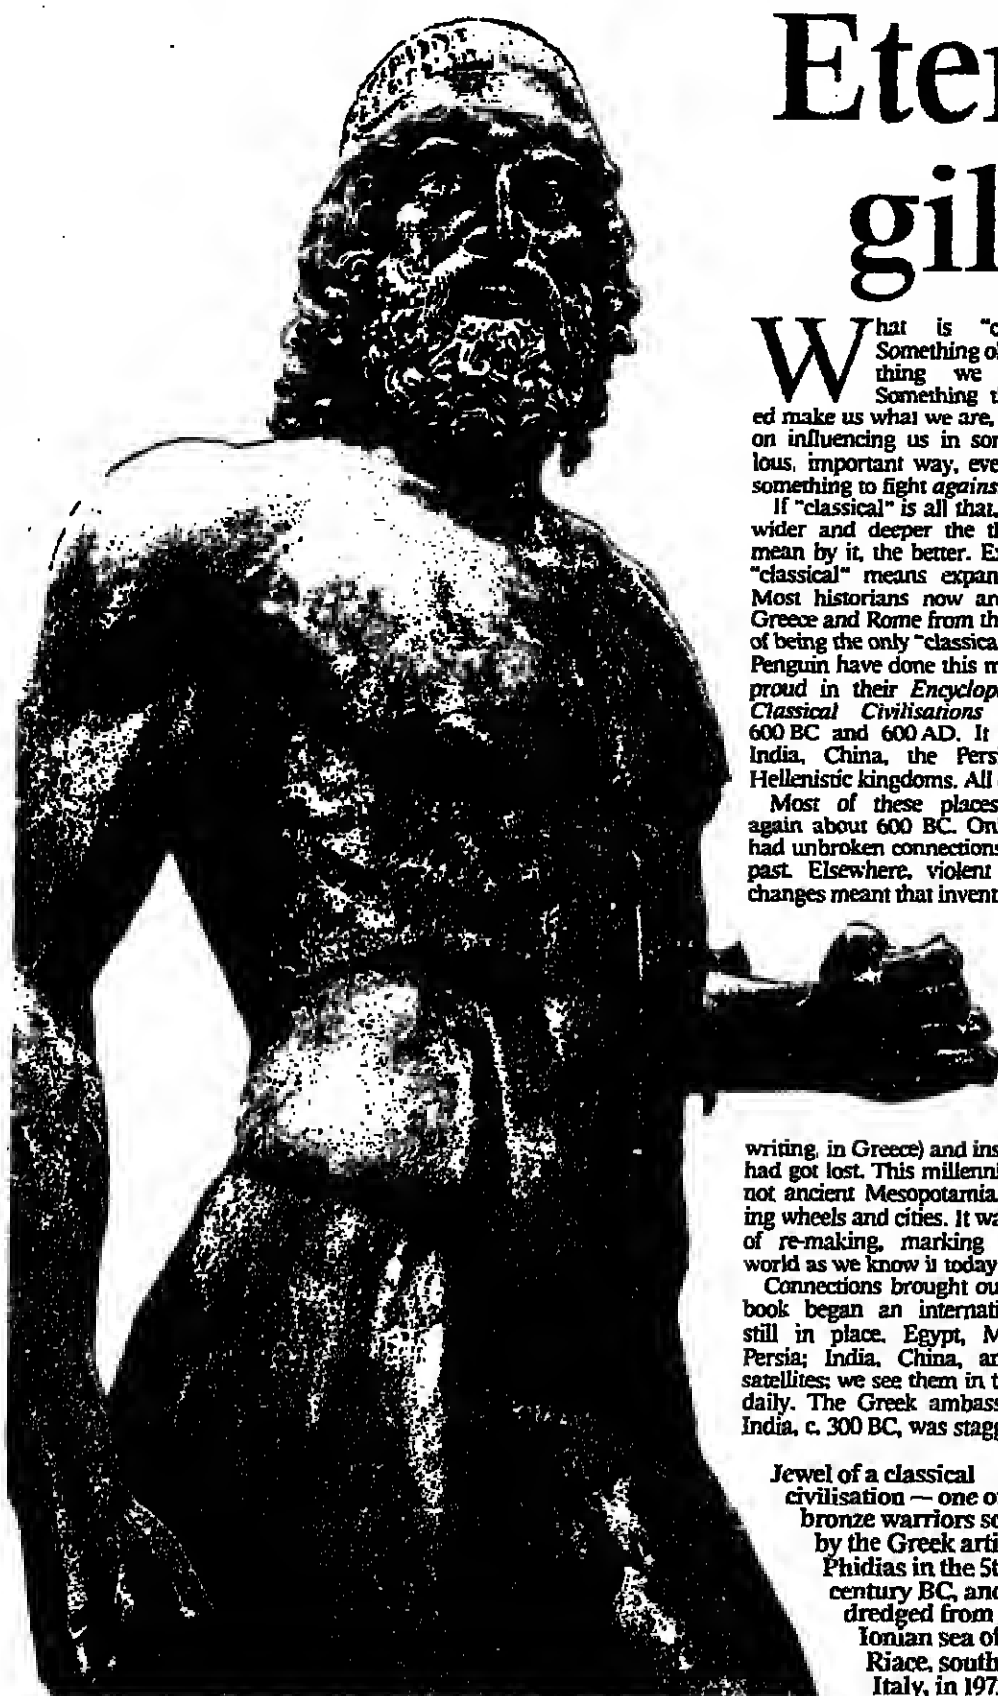 Eter
gil
What is "c
Something ol
thing we
Something t
ed make us what we are,
on influencing us in sor
lous, important way, eve
something to fight agains
If "classical" is all that,
wider and deeper the t
mean by it, the better. E
"classical" means expan
Most historians now an
Greece and Rome from th
of being the only "classica
Penguin have done this m
proud in their Encyclop
Classical Civilisations
600 BC and 600 AD. It
India, China, the Pers
Hellenistic kingdoms. All
Most of these places
again about 600 BC. Onl
had unbroken connections
past. Elsewhere, violent
changes meant that invent
writing, in Greece) and ins
had got lost. This millenni
not ancient Mesopotamia,
ing wheels and cities. It wa
of re-making, marking
world as we know it today
Connections brought ou
book began an internati
still in place. Egypt, M
Persia; India, China, an
satellites; we see them in t
daily. The Greek ambass
India, c. 300 BC, was stagg
Jewel of a classical
civilisation — one of
bronze warriors sc
by the Greek arti
Phidias in the 5t
century BC, and
dredged from
Ionian sea of
Riace, south
Italy, in 197